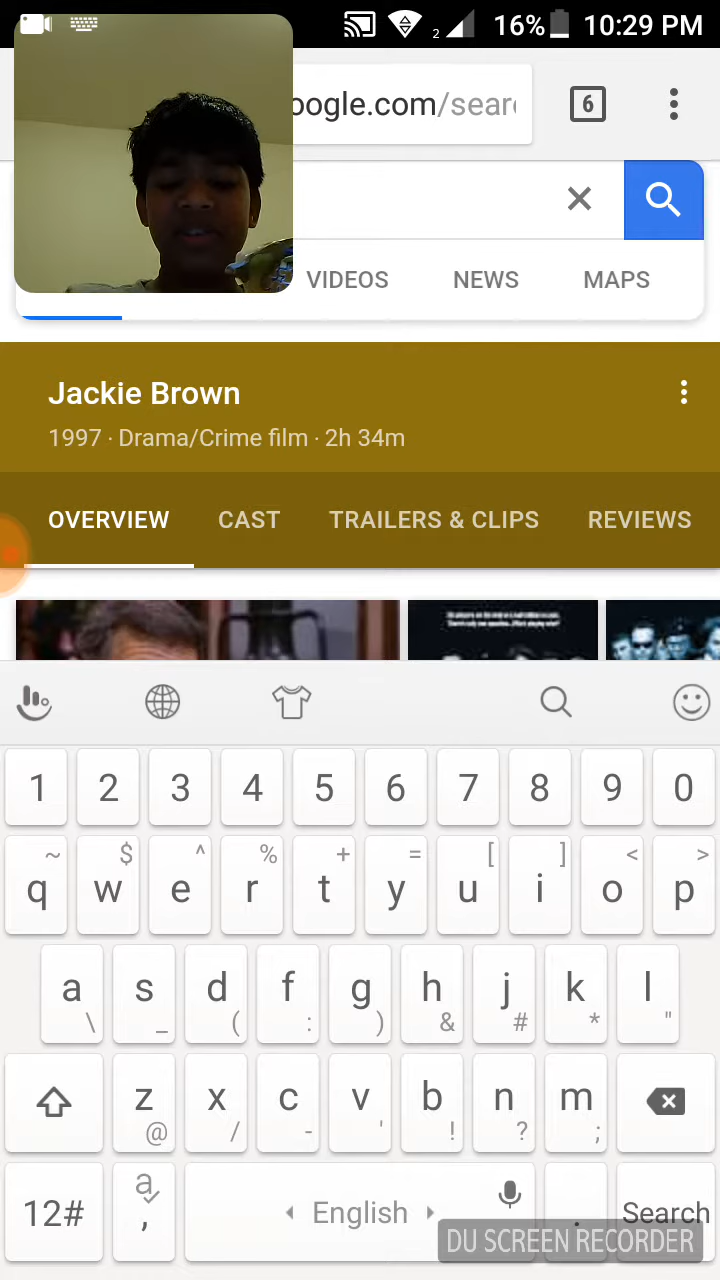 2 16% 10:29 PM
oogle.com/sear
6
VIDEOS NEWS MAPS
Jackie Brown
1997 · Drama/Crime film · 2h 34m
OVERVIEW CAST TRAILERS & CLIPS REVIEWS
1 2 3 4 5 6 7 8 9 0
~ $ ^ % + = [ ] < >
q w e r t y u i o p
a s d f g h j k l
\ _ ( : ) & # * "
z x c v b n m
@ / - ' ! ? ;
12# a , English . Search
DU SCREEN RECORDER